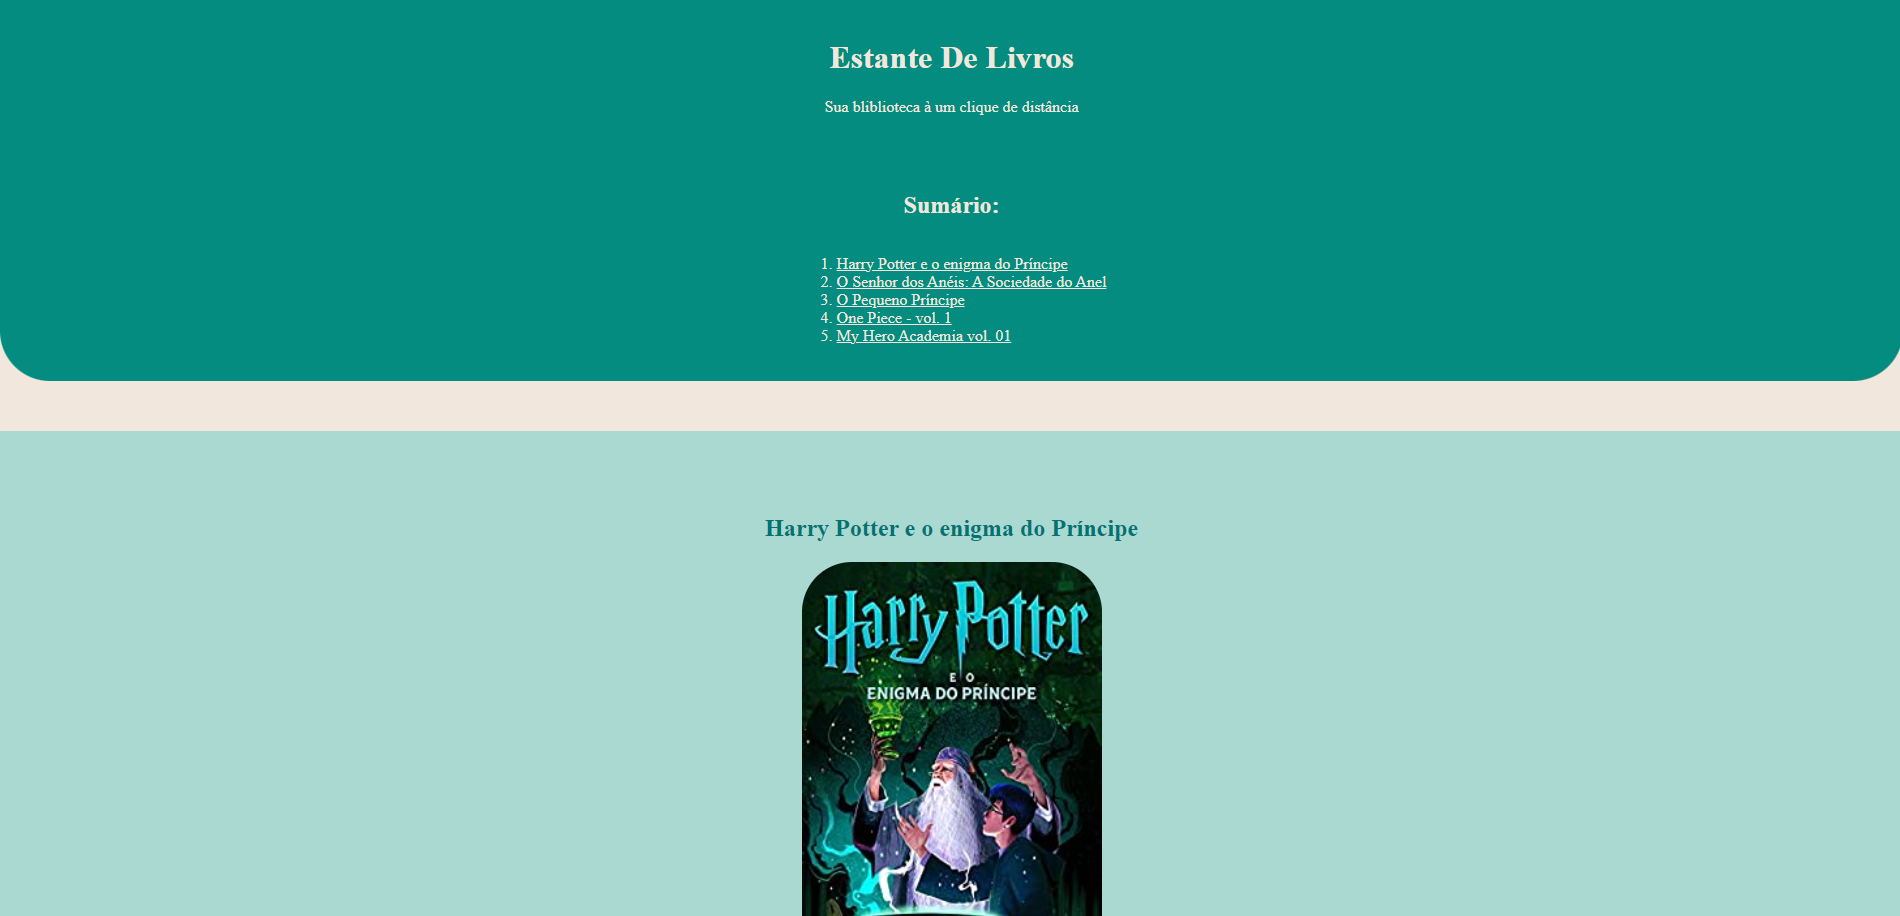 Estante De Livros
Sua bliblioteca à um clique de distância
Sumário:
1. Harry Potter e o enigma do Príncipe
2. O Senhor dos Anéis: A Sociedade do Anel
3. O Pequeno Príncipe
4. One Piece - vol. 1
5. My Hero Academia vol. 01
Harry Potter e o enigma do Príncipe
Harry Potter
E O
ENIGMA DO PRÍNCIPE